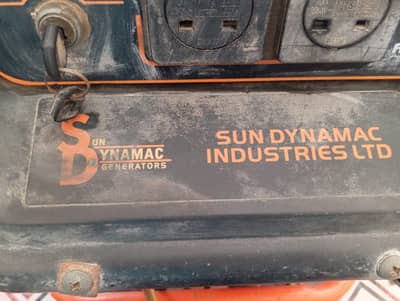 SUN
DYNAMAC
GENERATORS
SUN DYNAMAC
INDUSTRIES LTD